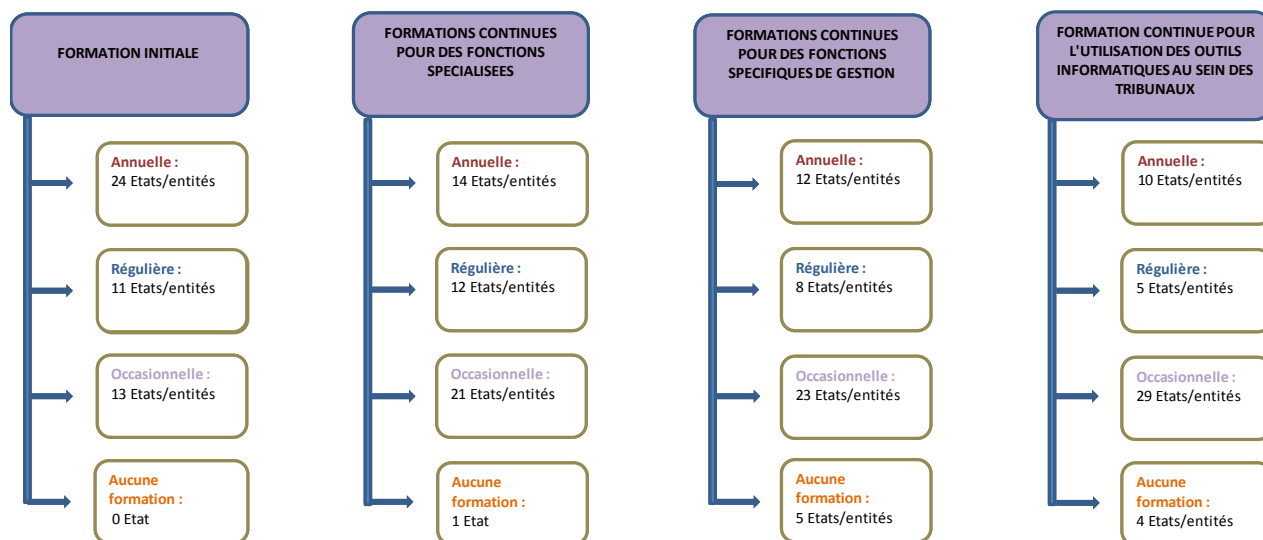 FORMATION INITIALE
Annuelle :
24 Etats/entités
Régulière :
11 Etats/entités
Occasionnelle :
13 Etats/entités
Aucune
formation :
0 Etat
FORMATIONS CONTINUES
POUR DES FONCTIONS
SPECIALISEES
Annuelle :
14 Etats/entités
Régulière :
12 Etats/entités
Occasionnelle :
21 Etats/entités
Aucune
formation :
1 Etat
FORMATIONS CONTINUES
POUR DES FONCTIONS
SPECIFIQUES DE GESTION
Annuelle :
12 Etats/entités
Régulière :
8 Etats/entités
Occasionnelle :
23 Etats/entités
Aucune
formation :
5 Etats/entités
FORMATION CONTINUE POUR
L'UTILISATION DES OUTILS
INFORMATIQUES AU SEIN DES
TRIBUNAUX
Annuelle :
10 Etats/entités
Régulière :
5 Etats/entités
Occasionnelle :
29 Etats/entités
Aucune
formation :
4 Etats/entités